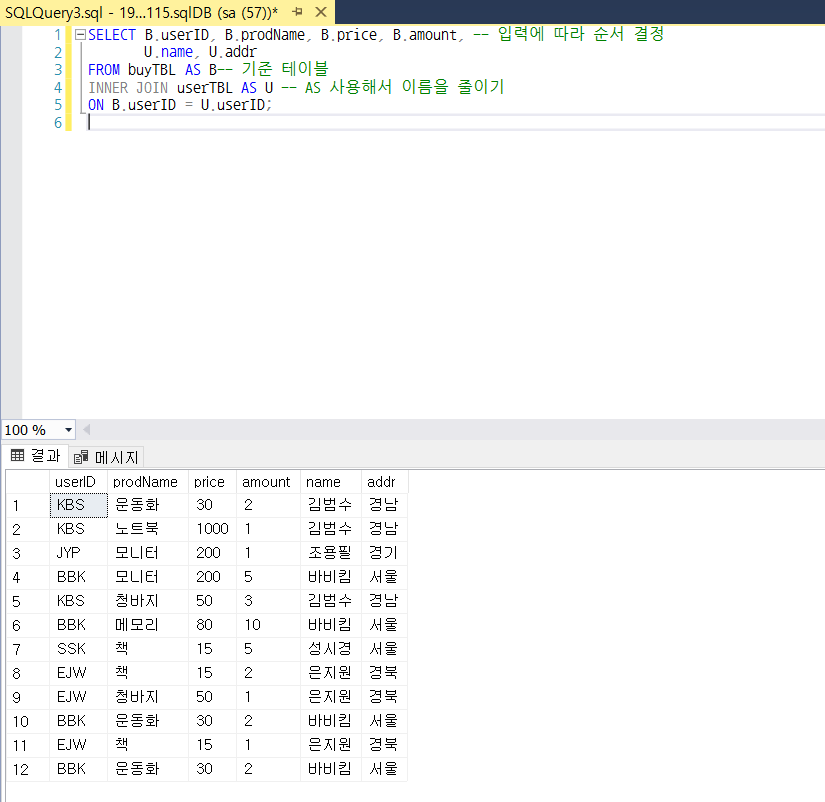 SQLQuery3.sql - 19...115.sqlDB (sa (57))*
1 SELECT B.userID, B.prodName, B.price, B.amount, -- 입력에 따라 순서 결정
2 U.name, U.addr
3 FROM buyTBL AS B-- 기준 테이블
4 INNER JOIN userTBL AS U -- AS 사용해서 이름을 줄이기
5 ON B.userID = U.userID;
6
100 %
결과 메시지
userID prodName price amount name addr
1 KBS 운동화 30 2 김범수 경남
2 KBS 노트북 1000 1 김범수 경남
3 JYP 모니터 200 1 조용필 경기
4 BBK 모니터 200 5 바비킴 서울
5 KBS 청바지 50 3 김범수 경남
6 BBK 메모리 80 10 바비킴 서울
7 SSK 책 15 5 성시경 서울
8 EJW 책 15 2 은지원 경북
9 EJW 청바지 50 1 은지원 경북
10 BBK 운동화 30 2 바비킴 서울
11 EJW 책 15 1 은지원 경북
12 BBK 운동화 30 2 바비킴 서울